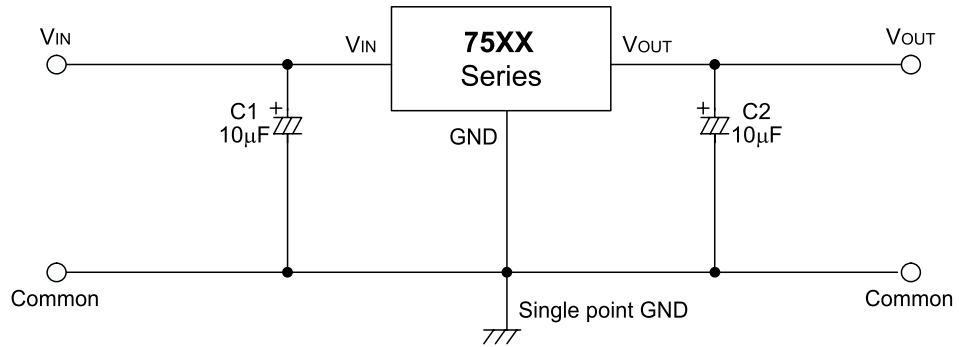 VIN
VIN
75XX
Series
VOUT
VOUT
+
C1
10μF
GND
+
C2
10μF
Common
Single point GND
Common